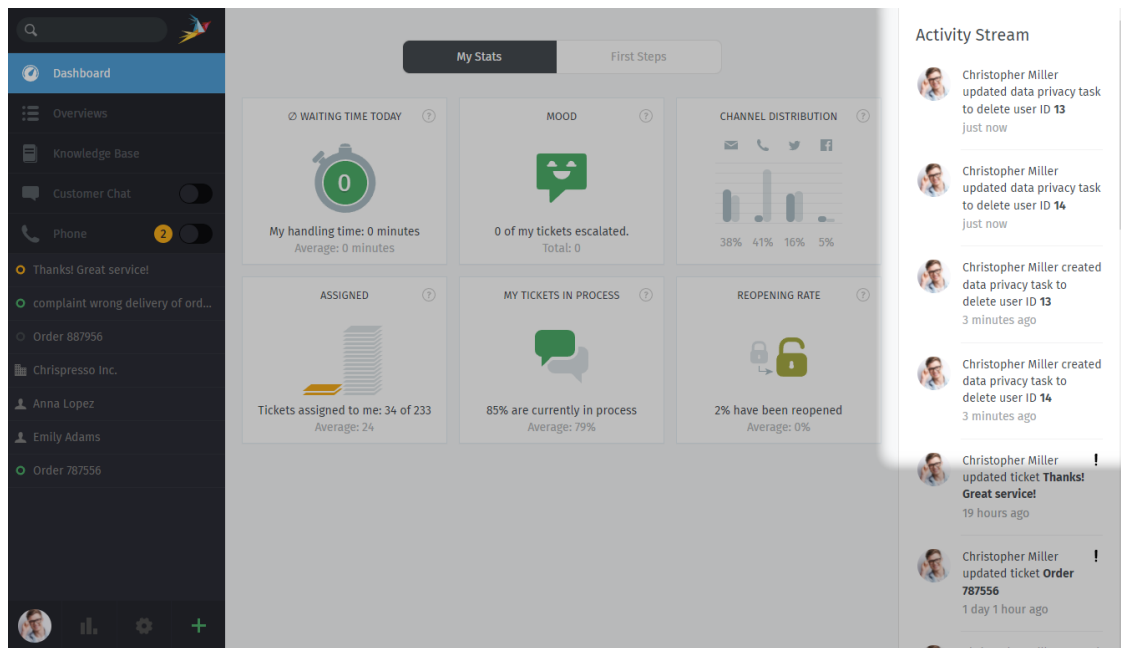 Dashboard
Overviews
Knowledge Base
Customer Chat
Phone 2
Thanks! Great service!
complaint wrong delivery of ord...
Order 887956
Chrispresso Inc.
Anna Lopez
Emily Adams
Order 787556
My Stats
First Steps
∅ WAITING TIME TODAY ?
0
My handling time: 0 minutes
Average: 0 minutes
MOOD ?
0 of my tickets escalated.
Total: 0
CHANNEL DISTRIBUTION ?
38% 41% 16% 5%
ASSIGNED ?
Tickets assigned to me: 34 of 233
Average: 24
MY TICKETS IN PROCESS ?
85% are currently in process
Average: 79%
REOPENING RATE ?
2% have been reopened
Average: 0%
Activity Stream
Christopher Miller
updated data privacy task
to delete user ID 13
just now
Christopher Miller
updated data privacy task
to delete user ID 14
just now
Christopher Miller created
data privacy task to
delete user ID 13
3 minutes ago
Christopher Miller created
data privacy task to
delete user ID 14
3 minutes ago
Christopher Miller !
updated ticket Thanks!
Great service!
19 hours ago
Christopher Miller !
updated ticket Order
787556
1 day 1 hour ago